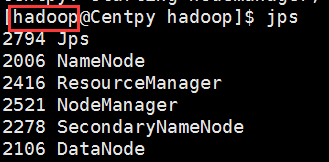 [hadoop@Centpy hadoop]$ jps
2794 Jps
2006 NameNode
2416 ResourceManager
2521 NodeManager
2278 SecondaryNameNode
2106 DataNode